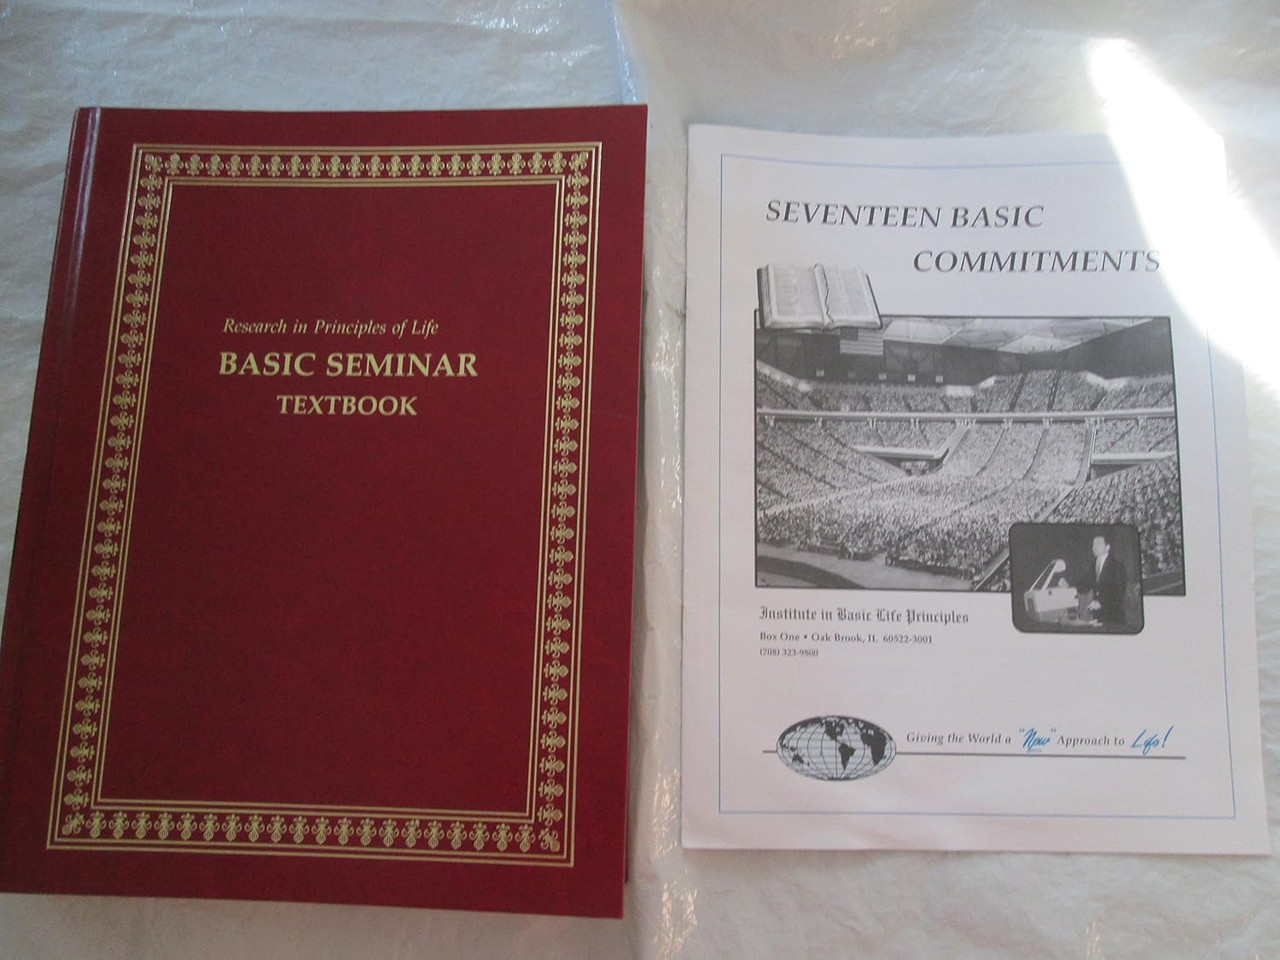 Research in Principles of Life
BASIC SEMINAR
TEXTBOOK
SEVENTEEN BASIC
COMMITMENTS
Institute in Basic Life Principles
Box One • Oak Brook, IL 60522-3001
(708) 323-9800
Giving the World a "New" Approach to Life!